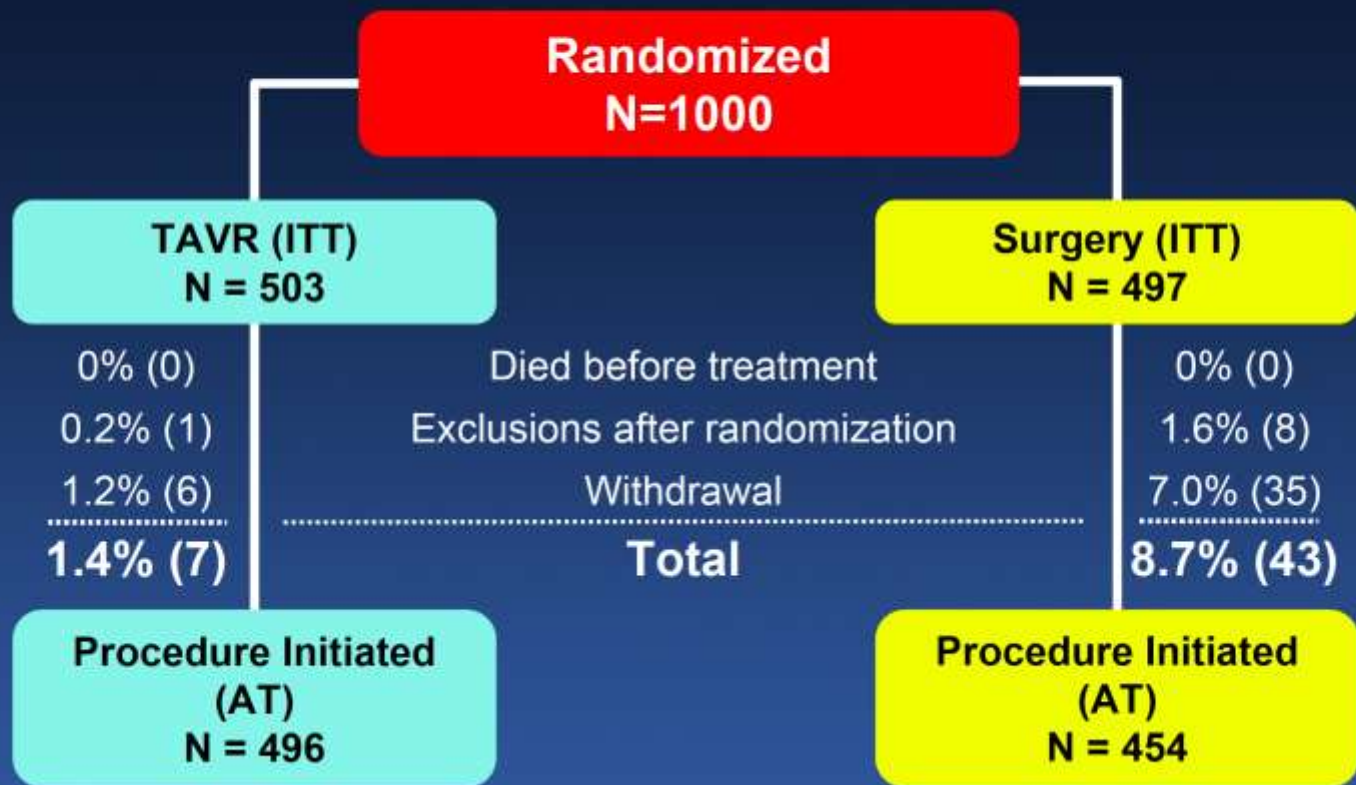 Randomized
N=1000
TAVR (ITT)
N = 503
Surgery (ITT)
N = 497
0% (0) Died before treatment 0% (0)
0.2% (1) Exclusions after randomization 1.6% (8)
1.2% (6) Withdrawal 7.0% (35)
1.4% (7) Total 8.7% (43)
Procedure Initiated
(AT)
N = 496
Procedure Initiated
(AT)
N = 454